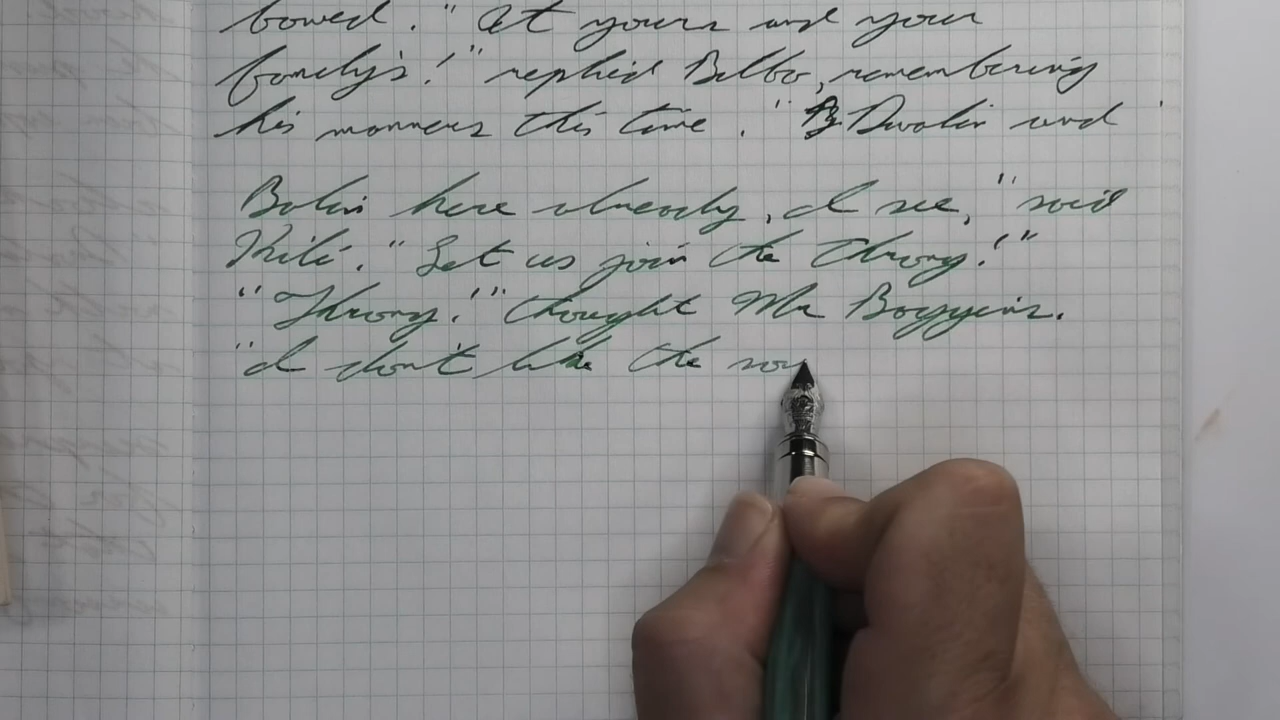 bowed. "At yours and your
family's!" replied Bilbo, remembering
his manners this time. "Dwalin and
Balin here already, I see," said
Kili. "Let us join the throng!"
"Throng!" thought Mr Baggins.
"I don't like the sou